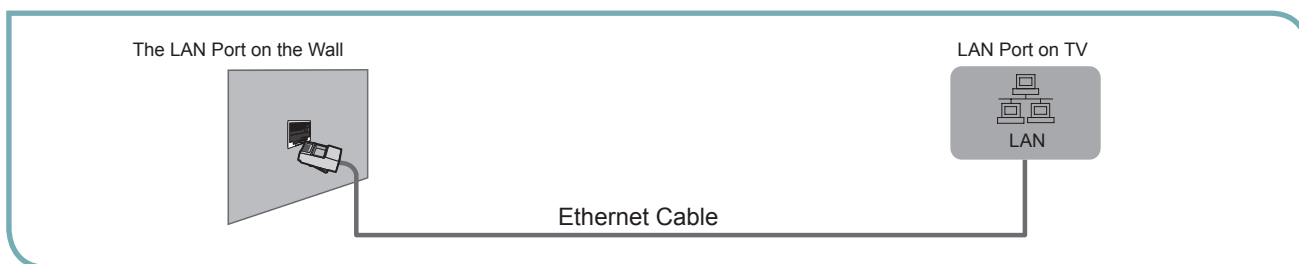 The LAN Port on the Wall
LAN Port on TV
LAN
Ethernet Cable